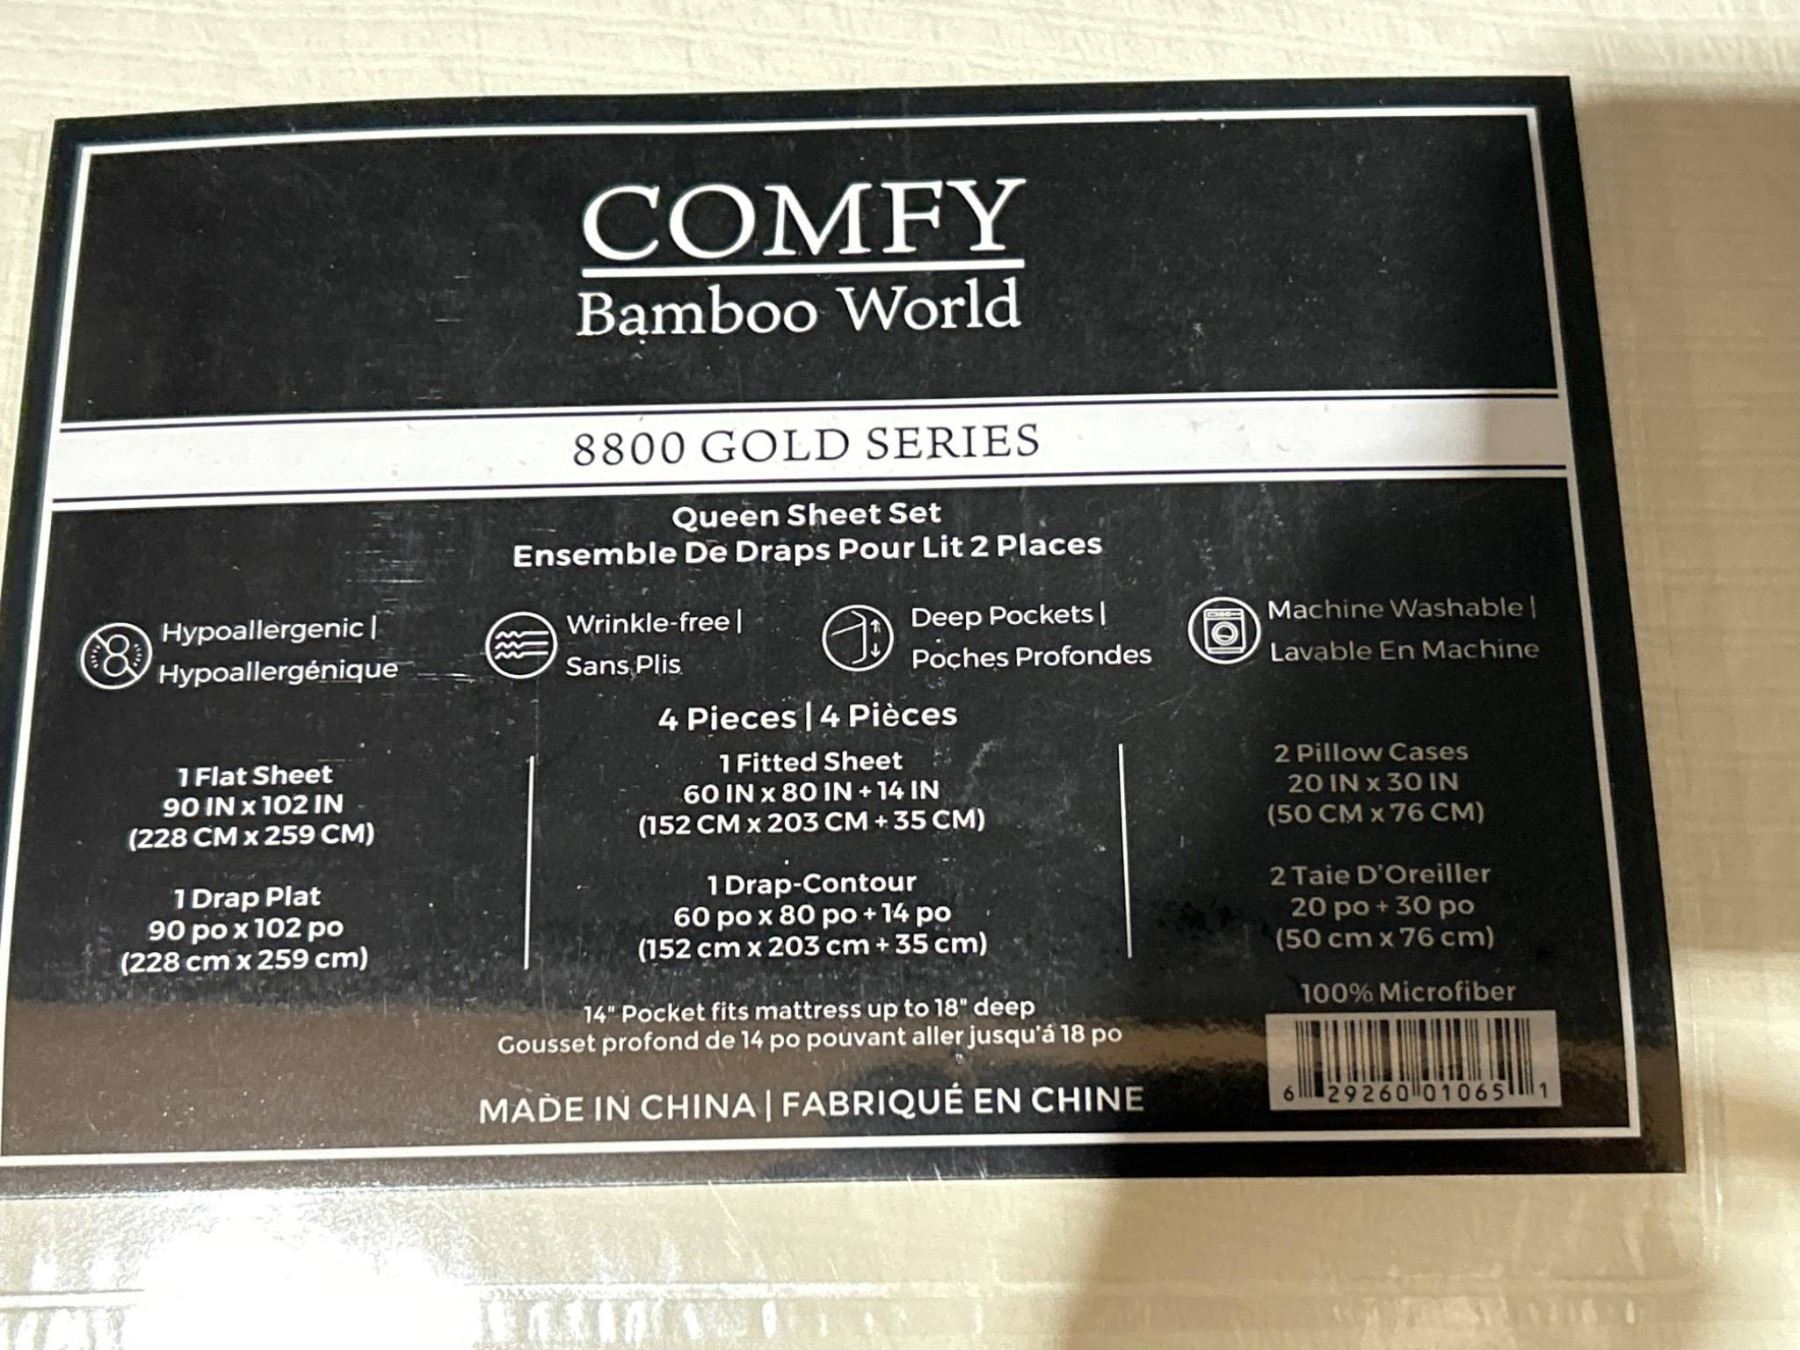 COMFY
Bamboo World
8800 GOLD SERIES
Queen Sheet Set
Ensemble De Draps Pour Lit 2 Places
Hypoallergenic |
Hypoallergénique
Wrinkle-free |
Sans Plis
Deep Pockets |
Poches Profondes
Machine Washable |
Lavable En Machine
4 Pieces | 4 Pièces
1 Flat Sheet
90 IN x 102 IN
(228 CM x 259 CM)
1 Drap Plat
90 po x 102 po
(228 cm x 259 cm)
1 Fitted Sheet
60 IN x 80 IN + 14 IN
(152 CM x 203 CM + 35 CM)
1 Drap-Contour
60 po x 80 po + 14 po
(152 cm x 203 cm + 35 cm)
2 Pillow Cases
20 IN x 30 IN
(50 CM x 76 CM)
2 Taie D'Oreiller
20 po + 30 po
(50 cm x 76 cm)
100% Microfiber
14" Pocket fits mattress up to 18" deep
Gousset profond de 14 po pouvant aller jusqu'á 18 po
MADE IN CHINA | FABRIQUÉ EN CHINE
6 29260 01065 1